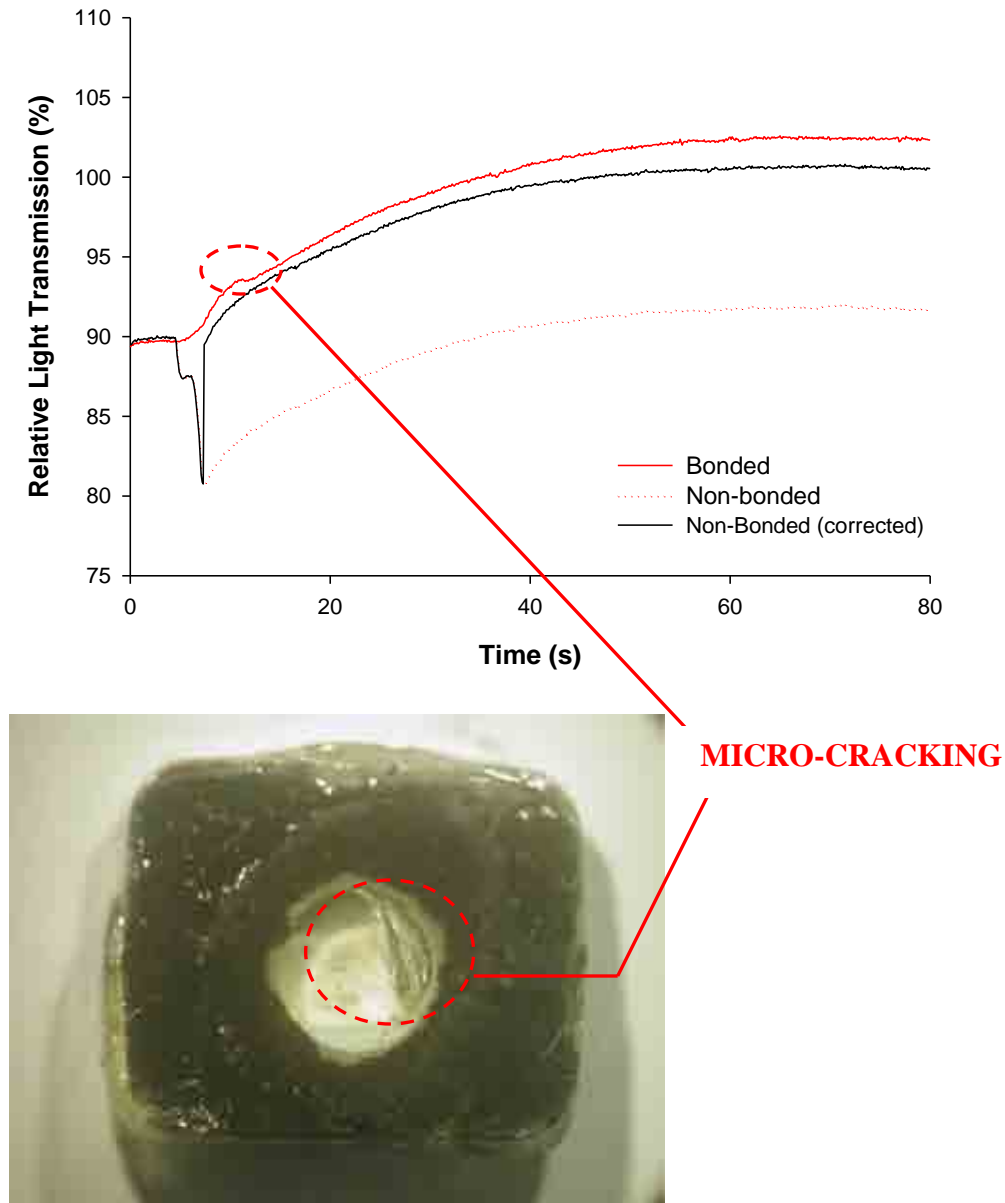 110
105
100
95
90
85
80
75
Relative Light Transmission (%)
Bonded
Non-bonded
Non-Bonded (corrected)
0
20
40
60
80
Time (s)
MICRO-CRACKING